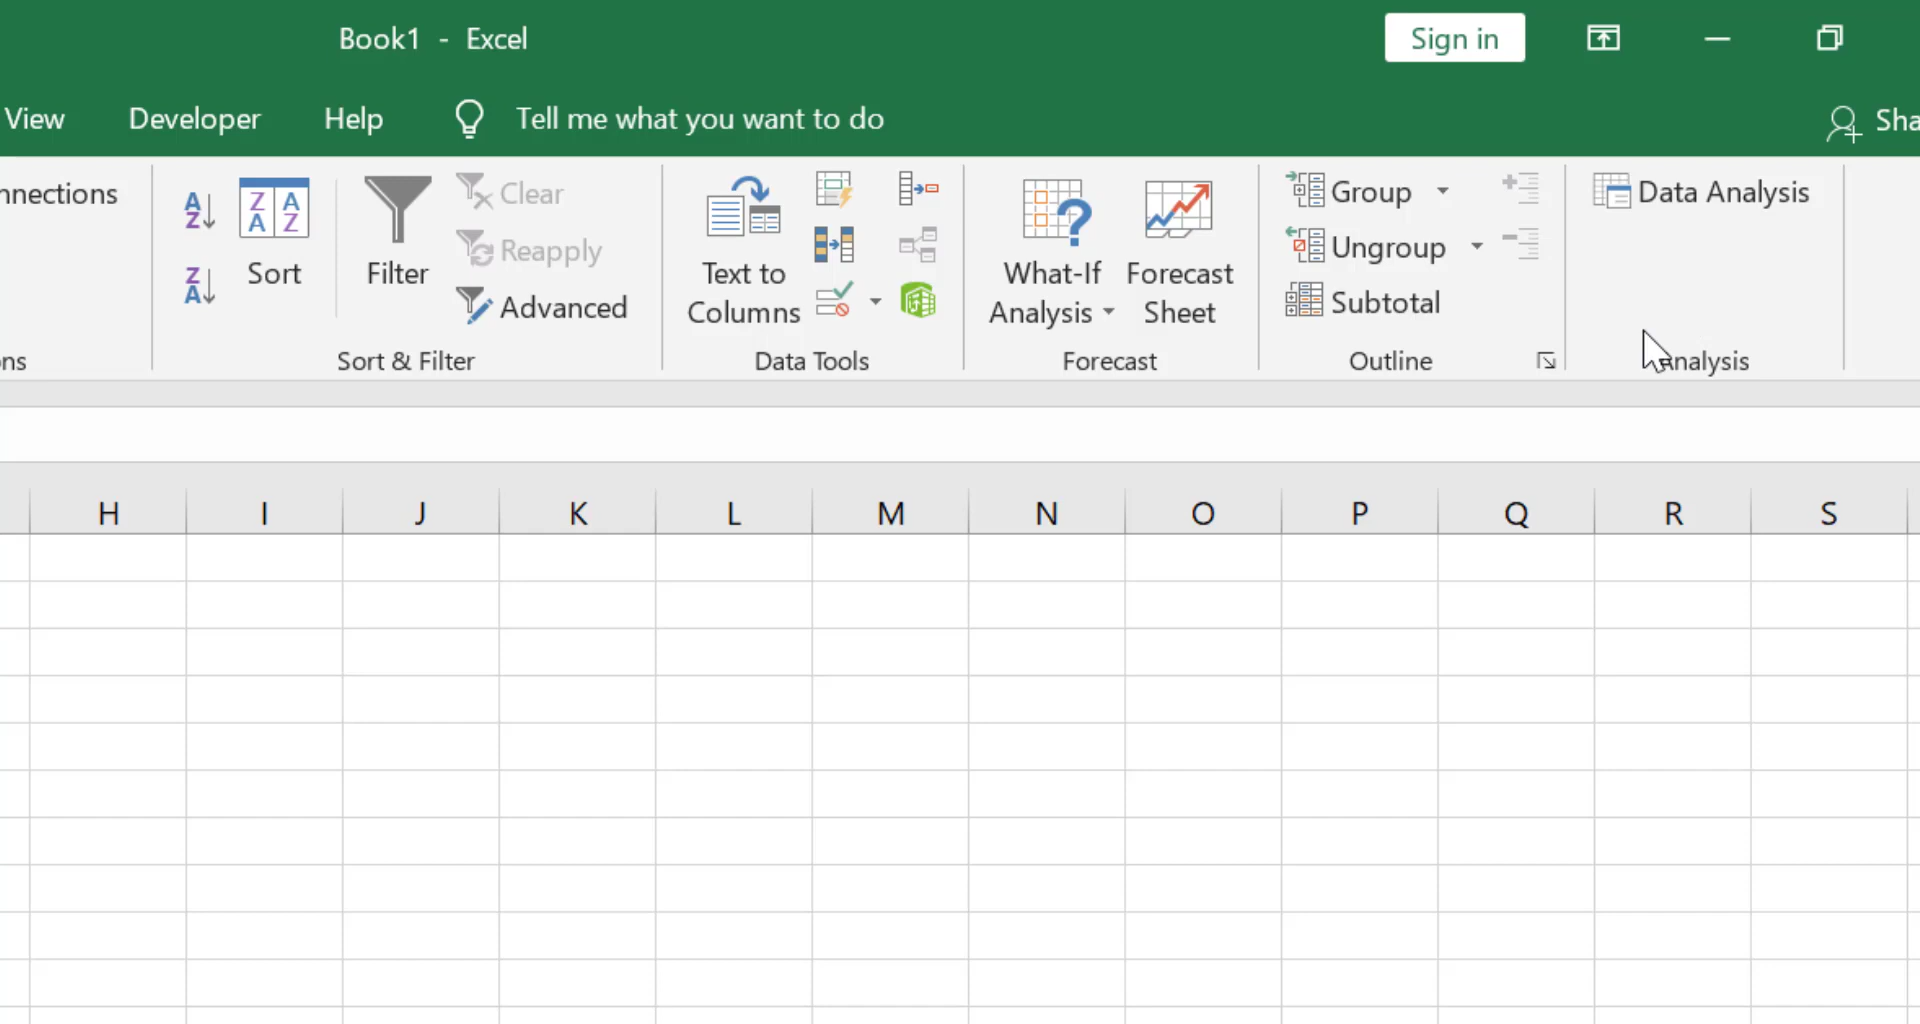 Book1 - Excel
Sign in
View Developer Help Tell me what you want to do
Sha
nnections
Sort
Filter
Clear
Reapply
Advanced
Sort & Filter
Text to
Columns
Data Tools
What-If
Analysis
Forecast
Sheet
Forecast
Group
Ungroup
Subtotal
Outline
Data Analysis
nalysis
ns
H I J K L M N O P Q R S